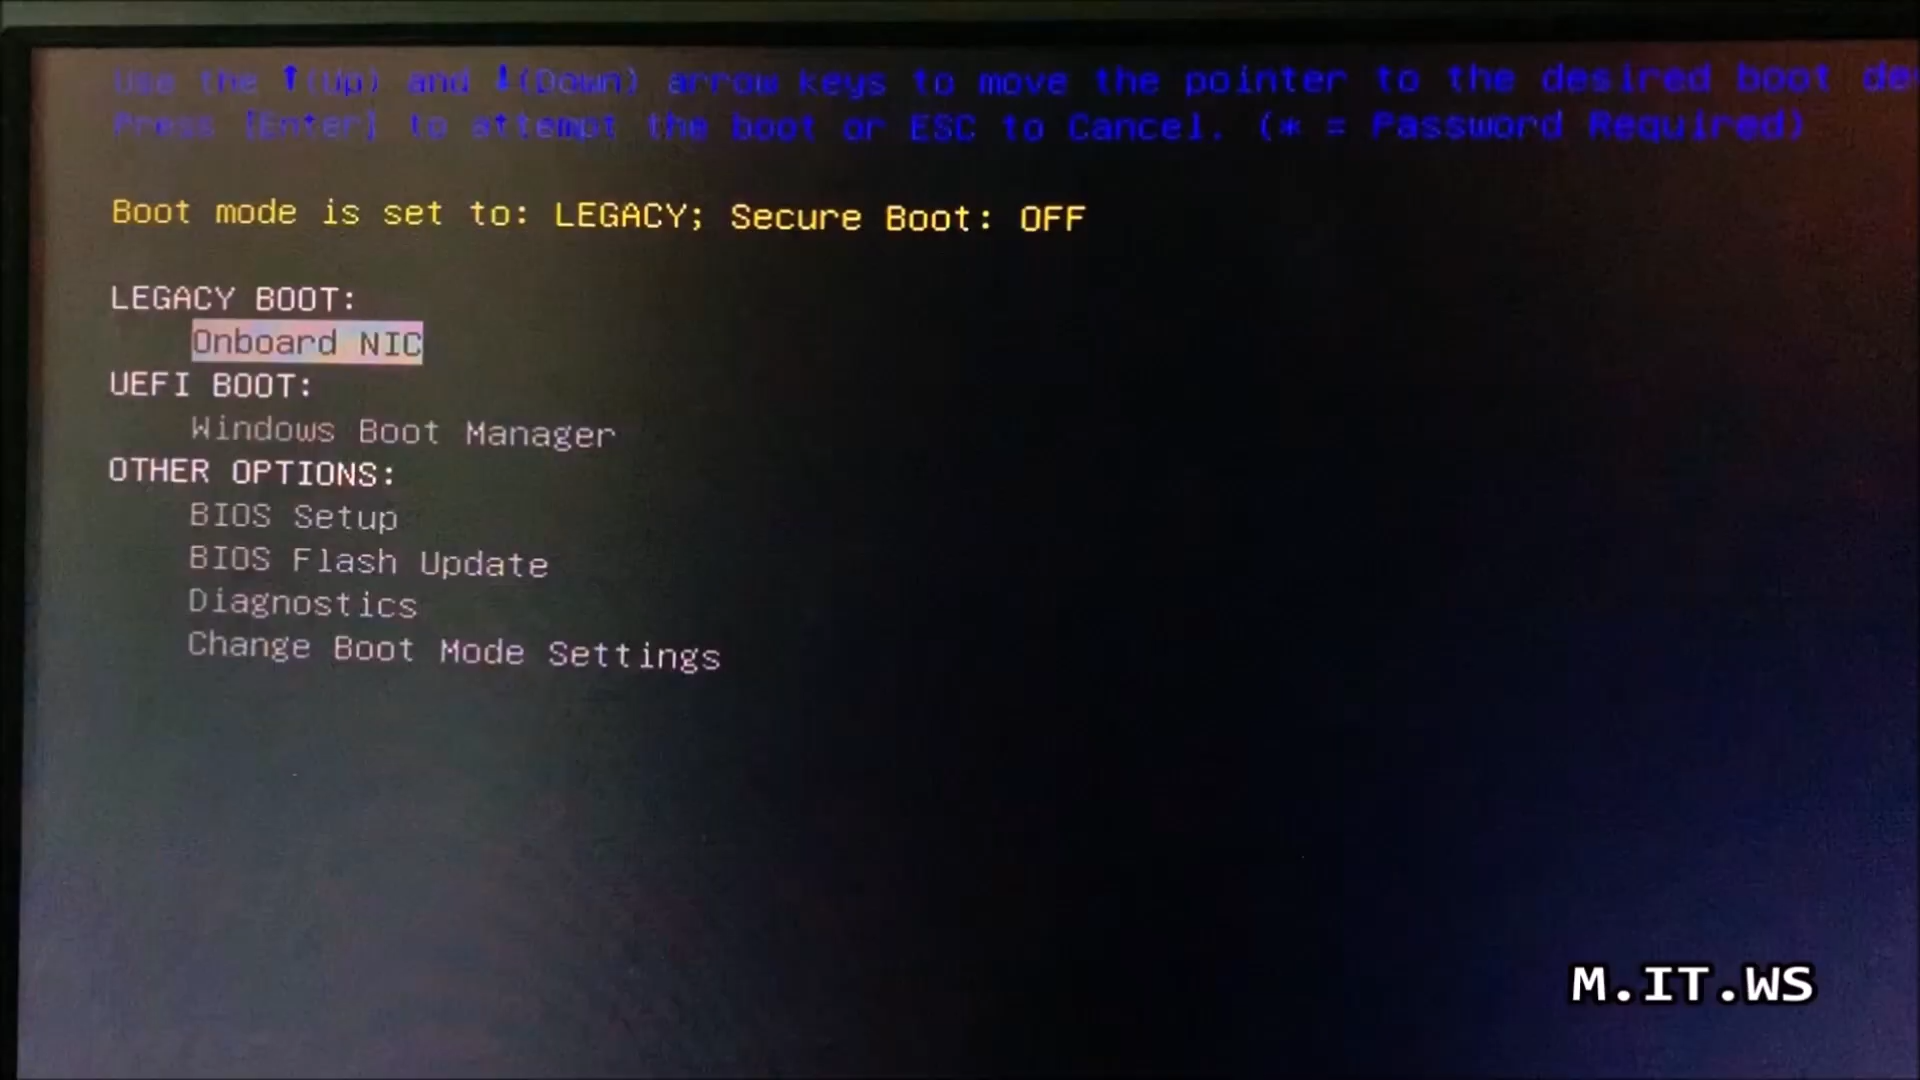 Use the ↑(Up) and ↓(Down) arrow keys to move the pointer to the desired boot
Press [Enter] to attempt the boot or ESC to Cancel. (* = Password Required)
Boot mode is set to: LEGACY; Secure Boot: OFF
LEGACY BOOT:
Onboard NIC
UEFI BOOT:
Windows Boot Manager
OTHER OPTIONS:
BIOS Setup
BIOS Flash Update
Diagnostics
Change Boot Mode Settings
M.IT.WS